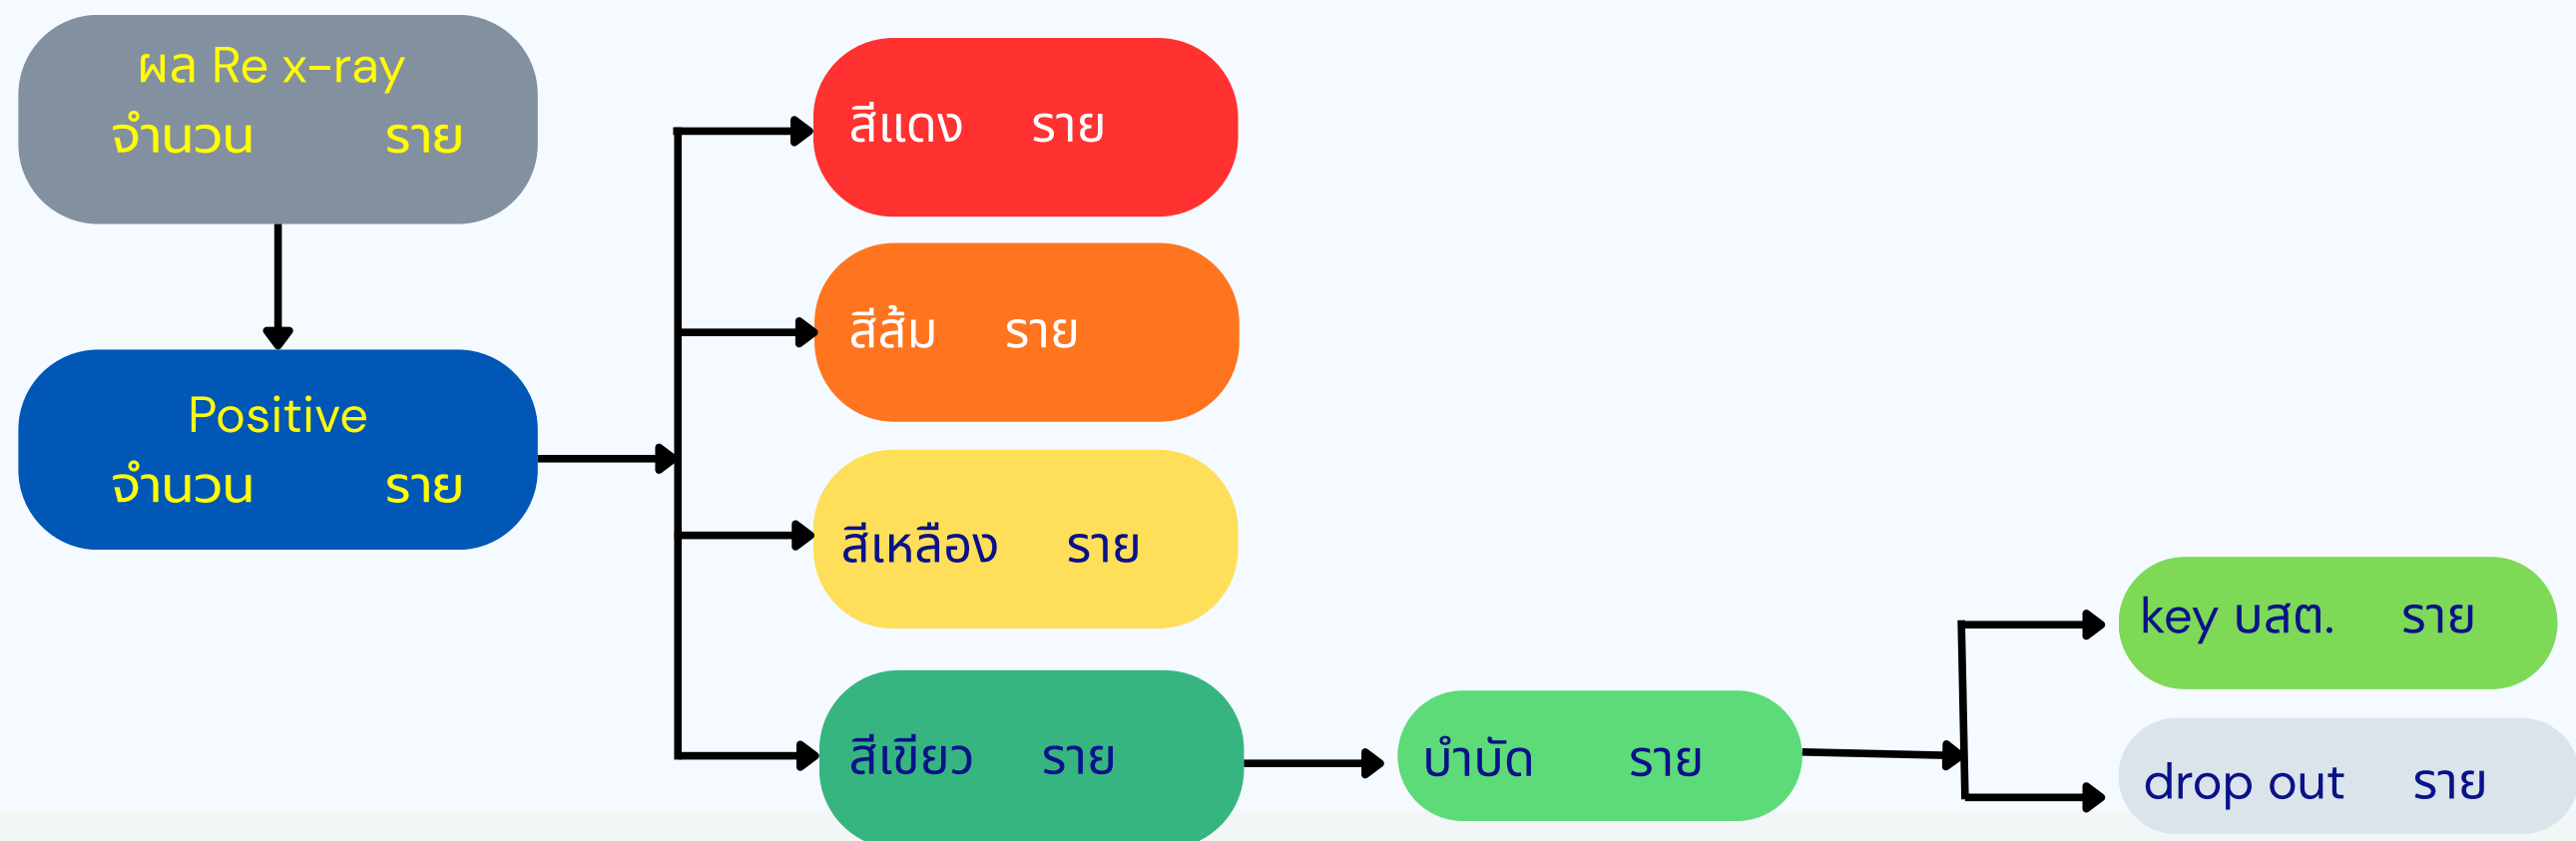 ผล Re x-ray
จำนวน ราย
Positive
จำนวน ราย
สีแดง ราย
สีส้ม ราย
สีเหลือง ราย
สีเขียว ราย
บำบัด ราย
key บสต. ราย
drop out ราย